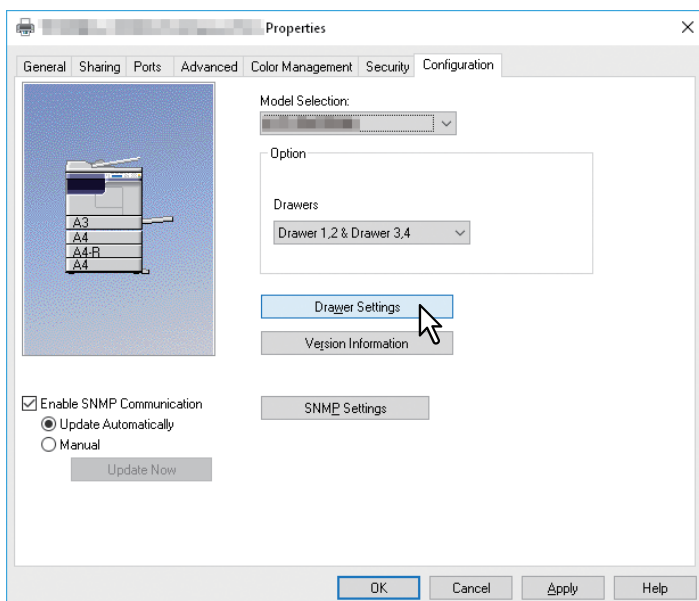 Properties
General Sharing Ports Advanced Color Management Security Configuration
Model Selection:
Option
Drawers
Drawer 1,2 & Drawer 3,4
A3
A4
A4-R
A4
Drawer Settings
Version Information
Enable SNMP Communication
SNMP Settings
Update Automatically
Manual
Update Now
OK Cancel Apply Help